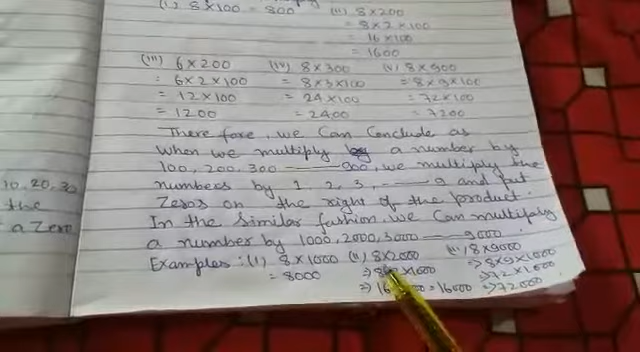 (i) 8×100 = 800 (ii) 8×200
= 8×2×100
= 16×100
= 1600
(iii) 6×200 (iv) 8×300 (v) 8×900
= 6×2×100 = 8×3×100 = 8×9×100
= 12×100 = 24×100 = 72×100
= 1200 = 2400 = 7200
There fore, we can conclude as
when we multiply a number by
100, 200, 300 ——— 900, we multiply the
numbers by 1, 2, 3, ——— 9 and put
Zeros on the right of the product.
In the similar fashion, we can multiply
a number by 1000, 2000, 3000 ——— 9000
Examples: (i) 8×1000 (ii) 8×2000 (iii) 8×9000
= 8000 ⇒ ×1000 ⇒ 8×9×1000
⇒ 72×1000
⇒ = 16000 ⇒ 72000
10, 20, 30
the
a Zero